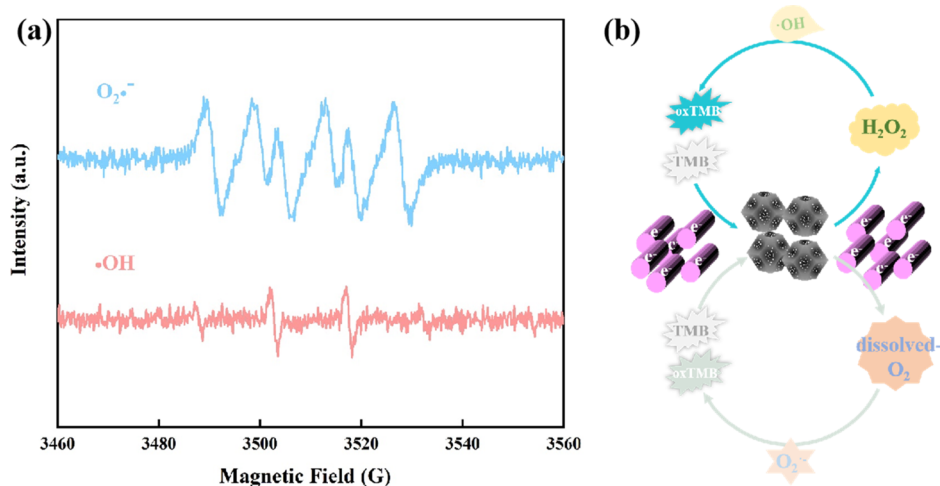 (a)
O₂•⁻
•OH
Intensity (a.u.)
3460 3480 3500 3520 3540 3560
Magnetic Field (G)
(b)
·OH
oxTMB
TMB
H₂O₂
e⁻ e⁻ e⁻ e⁻ e⁻ e⁻
e⁻ e⁻ e⁻ e⁻ e⁻ e⁻
TMB
oxTMB
dissolved-
O₂
O₂·⁻